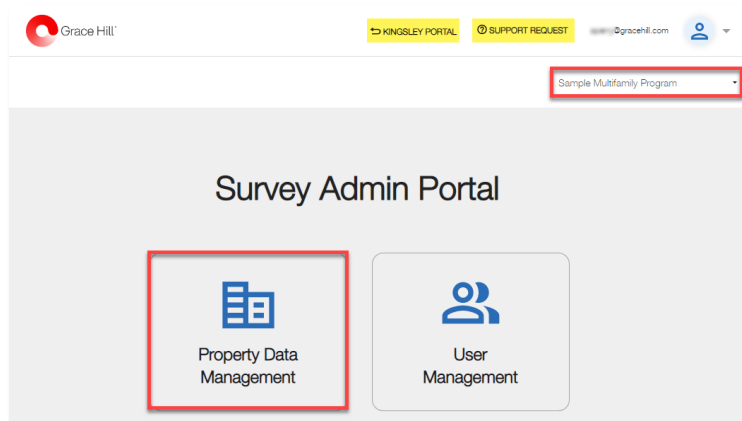 Grace Hill
KINGSLEY PORTAL
SUPPORT REQUEST
@gracehill.com
Sample Multifamily Program
Survey Admin Portal
Property Data
Management
User
Management